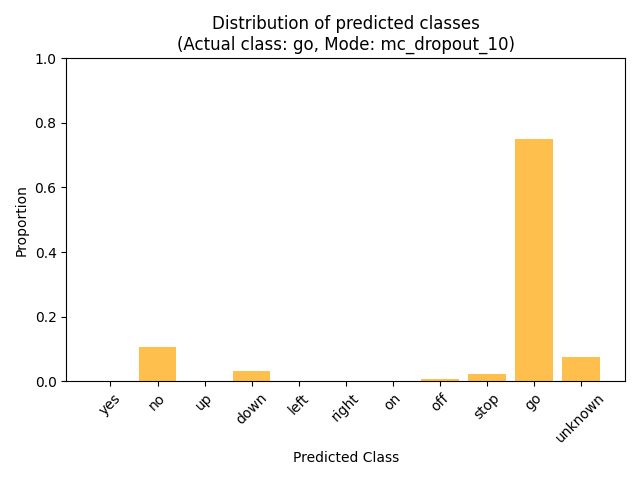 Distribution of predicted classes
(Actual class: go, Mode: mc_dropout_10)
1.0
0.8
0.6
0.4
0.2
0.0
Proportion
yes
no
up
down
left
right
on
off
stop
go
unknown
Predicted Class